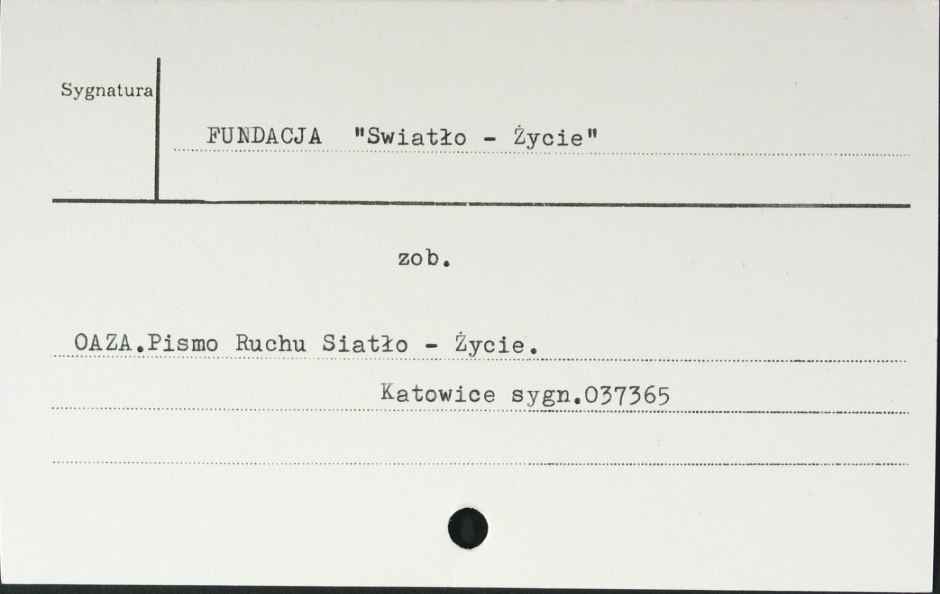 Sygnatura
FUNDACJA "Swiatło - Życie"
zob.
OAZA.Pismo Ruchu Siatło - Życie.
Katowice sygn.037365